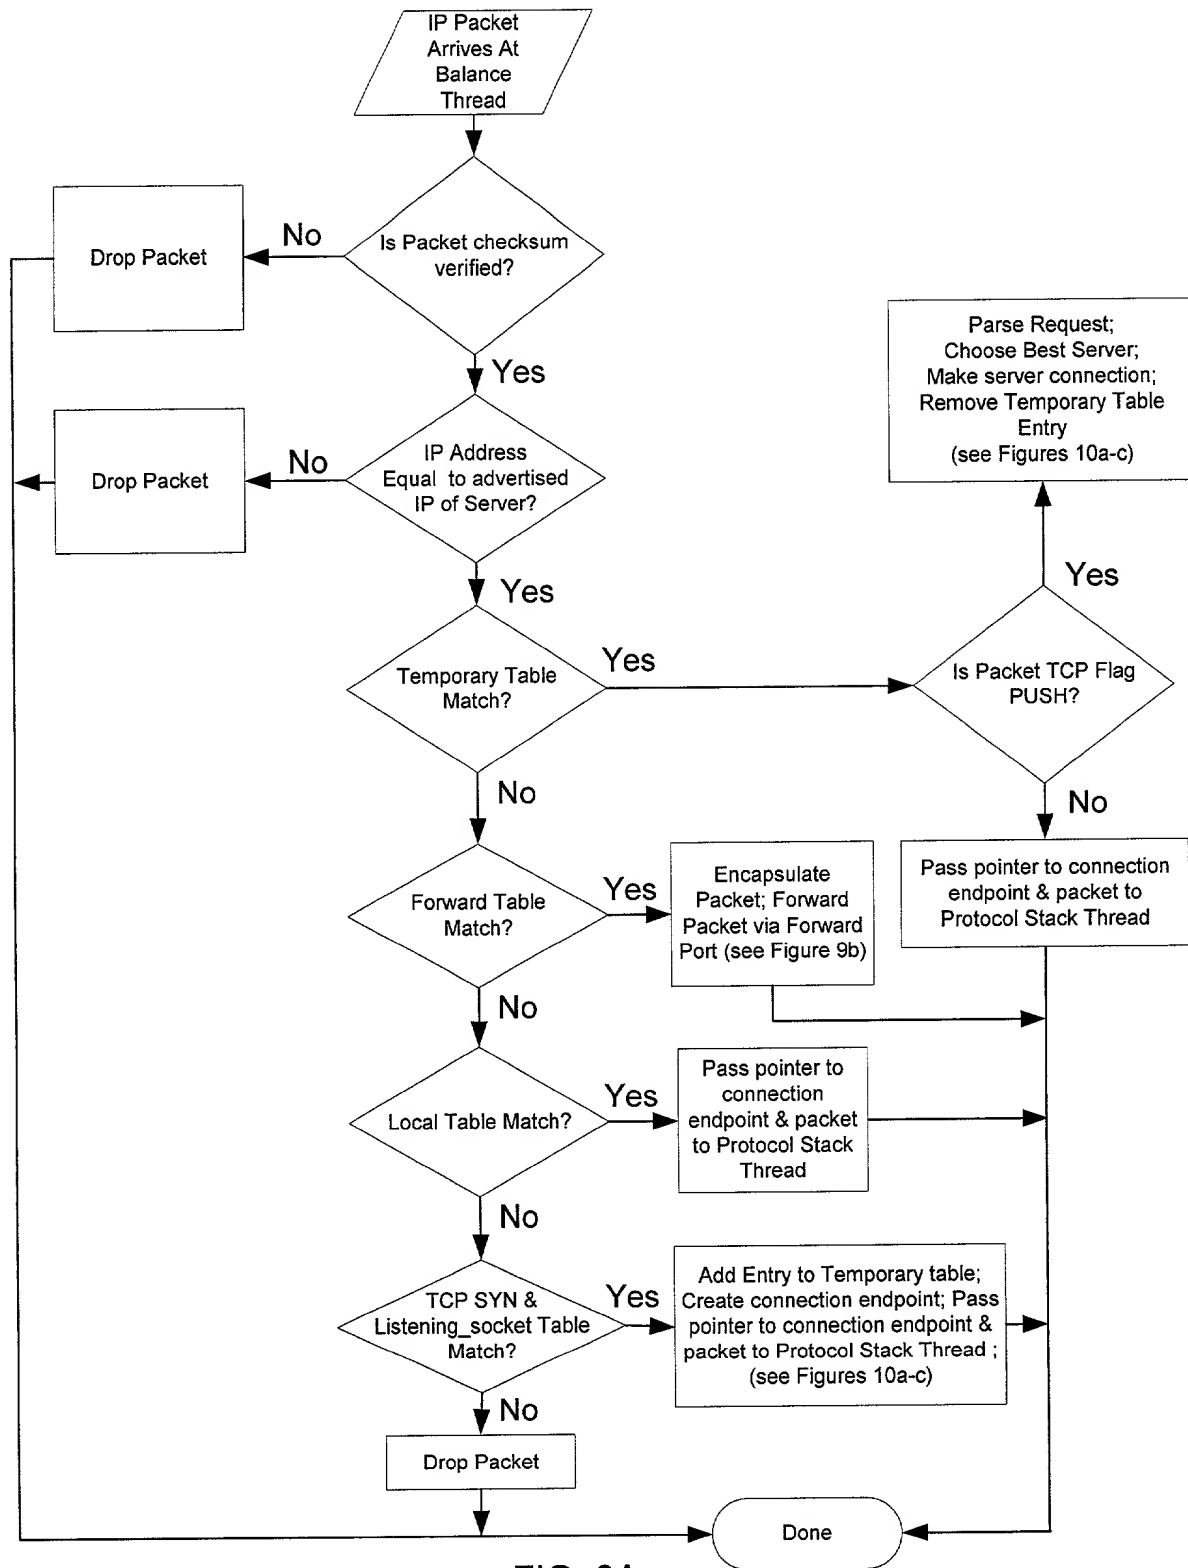 IP Packet
Arrives At
Balance
Thread
Is Packet checksum
verified?
No
Drop Packet
Yes
IP Address
Equal to advertised
IP of Server?
No
Drop Packet
Yes
Temporary Table
Match?
Yes
Is Packet TCP Flag
PUSH?
Yes
Parse Request;
Choose Best Server;
Make server connection;
Remove Temporary Table
Entry
(see Figures 10a-c)
No
Pass pointer to connection
endpoint & packet to
Protocol Stack Thread
No
Forward Table
Match?
Yes
Encapsulate
Packet; Forward
Packet via Forward
Port (see Figure 9b)
No
Local Table Match?
Yes
Pass pointer to
connection
endpoint & packet
to Protocol Stack
Thread
No
TCP SYN &
Listening_socket Table
Match?
Yes
Add Entry to Temporary table;
Create connection endpoint; Pass
pointer to connection endpoint &
packet to Protocol Stack Thread ;
(see Figures 10a-c)
No
Drop Packet
Done